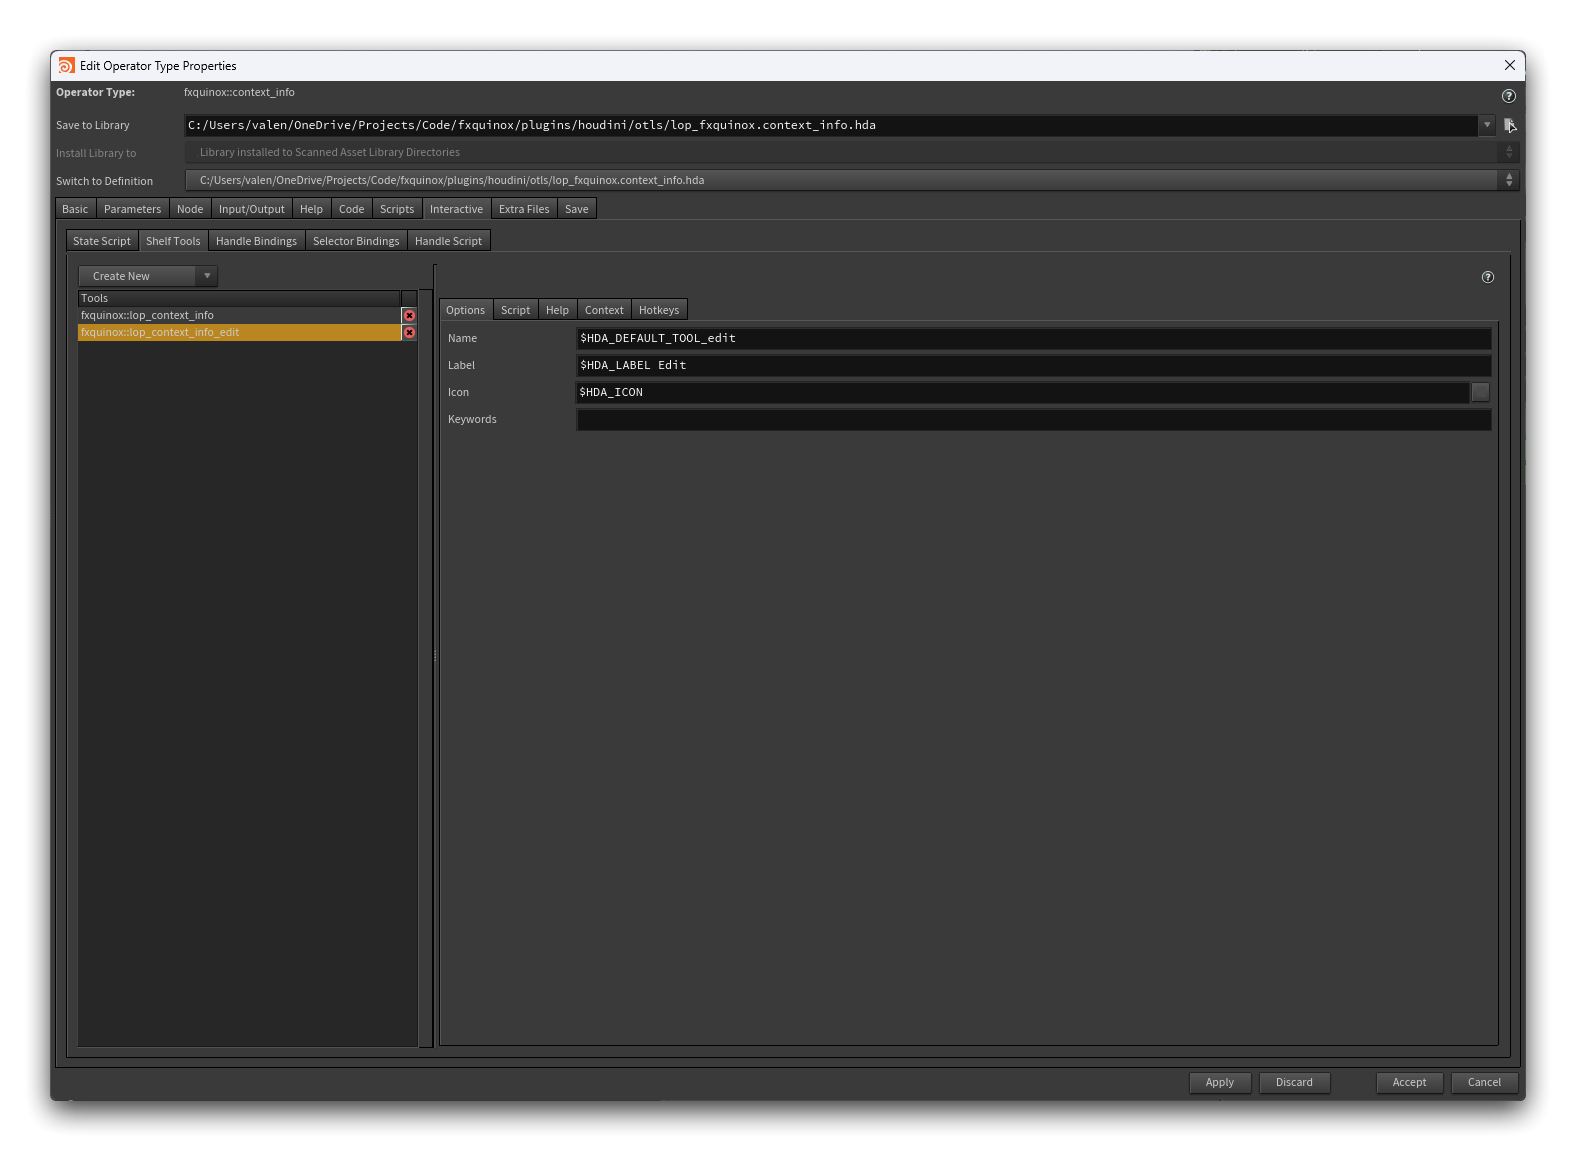 Edit Operator Type Properties
Operator Type: fxquinox::context_info
Save to Library C:/Users/valen/OneDrive/Projects/Code/fxquinox/plugins/houdini/otls/lop_fxquinox.context_info.hda
Install Library to Library installed to Scanned Asset Library Directories
Switch to Definition C:/Users/valen/OneDrive/Projects/Code/fxquinox/plugins/houdini/otls/lop_fxquinox.context_info.hda
Basic Parameters Node Input/Output Help Code Scripts Interactive Extra Files Save
State Script Shelf Tools Handle Bindings Selector Bindings Handle Script
Create New
Tools
fxquinox::lop_context_info
fxquinox::lop_context_info_edit
Options Script Help Context Hotkeys
Name $HDA_DEFAULT_TOOL_edit
Label $HDA_LABEL Edit
Icon $HDA_ICON
Keywords
Apply Discard Accept Cancel